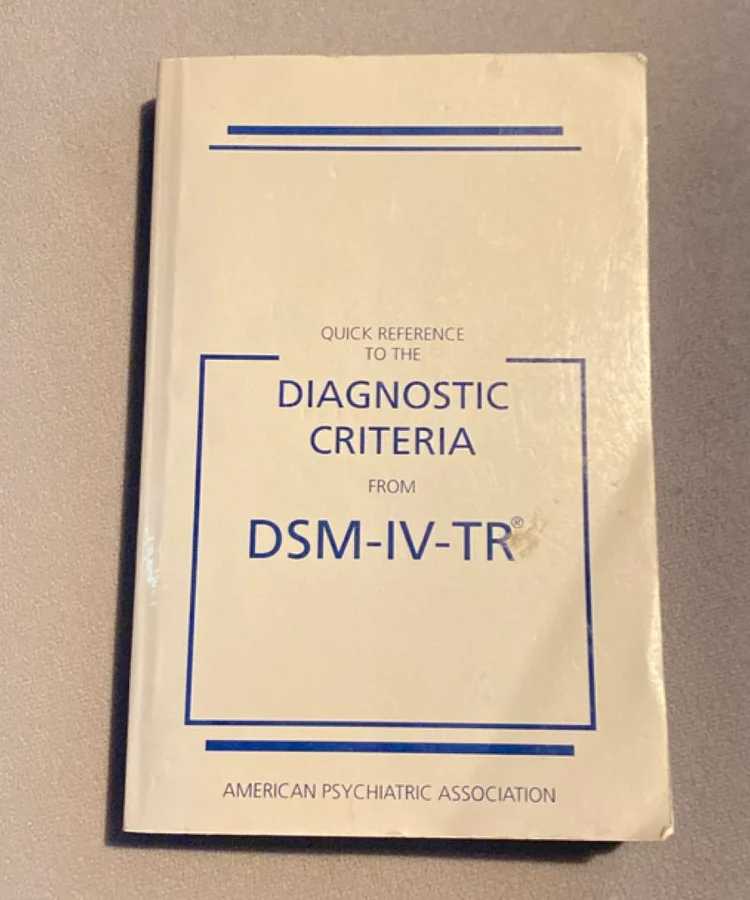 QUICK REFERENCE
TO THE
DIAGNOSTIC
CRITERIA
FROM
DSM-IV-TR®
AMERICAN PSYCHIATRIC ASSOCIATION